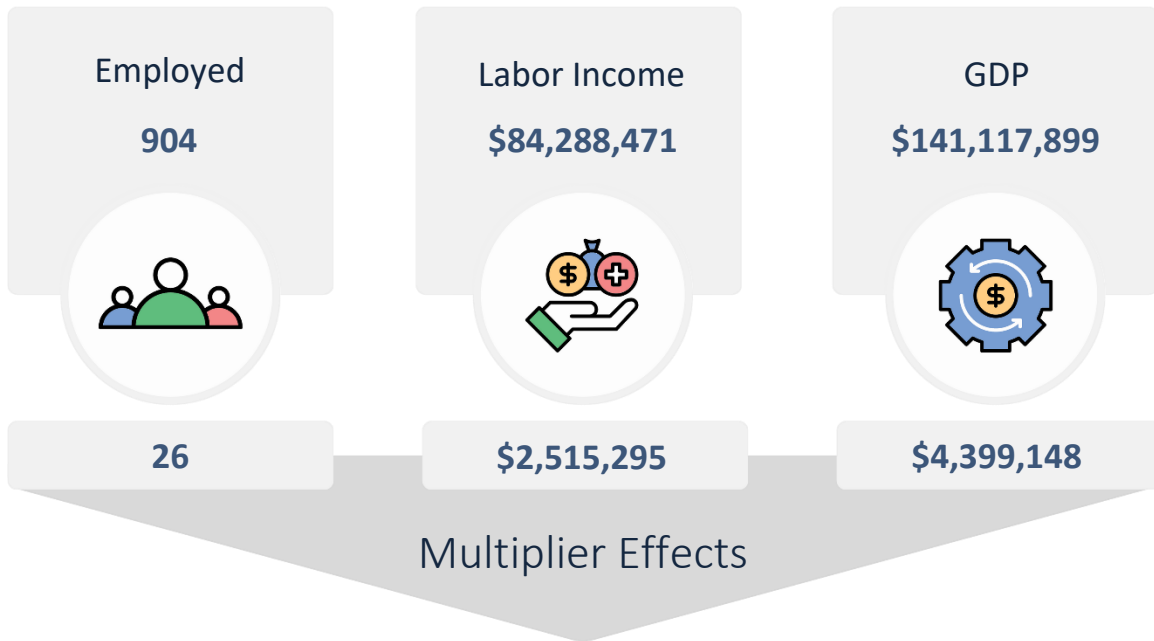 Employed
904
Labor Income
$84,288,471
GDP
$141,117,899
26
$2,515,295
$4,399,148
Multiplier Effects